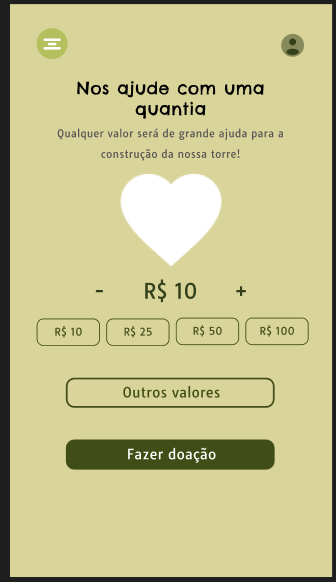 Nos ajude com uma
quantia
Qualquer valor será de grande ajuda para a
construção da nossa torre!
- R$ 10 +
R$ 10 R$ 25 R$ 50 R$ 100
Outros valores
Fazer doação